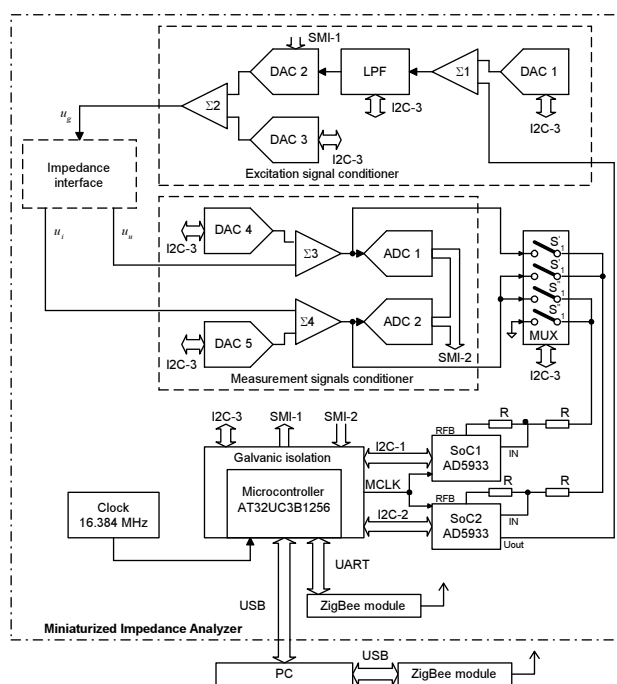 SMI-1
DAC 2
LPF
Σ1
DAC 1
Σ2
I2C-3
I2C-3
u_g
DAC 3
I2C-3
Excitation signal conditioner
Impedance
interface
u_i
u_u
DAC 4
I2C-3
Σ3
ADC 1
S'1
S'1
S"1
S"1
MUX
Σ4
ADC 2
DAC 5
I2C-3
SMI-2
I2C-3
Measurement signals conditioner
I2C-3
SMI-1
SMI-2
R
R
RFB
IN
I2C-1
SoC1
AD5933
Galvanic isolation
MCLK
Microcontroller
AT32UC3B1256
Clock
16.384 MHz
R
R
RFB
IN
I2C-2
SoC2
AD5933
Uout
UART
USB
ZigBee module
Miniaturized Impedance Analyzer
USB
PC
ZigBee module